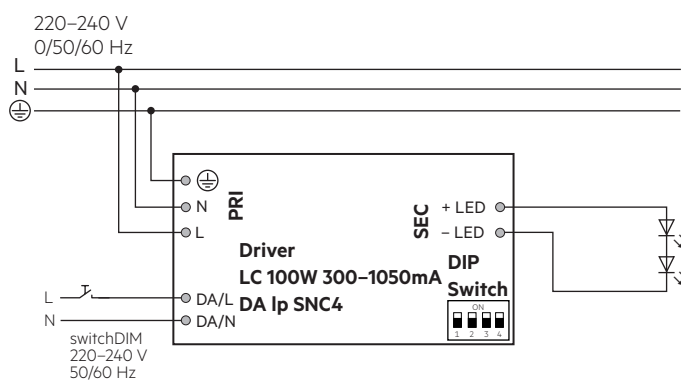 220–240 V
0/50/60 Hz
L
N
N
L
PRI
SEC
+ LED
– LED
Driver
LC 100W 300–1050mA
DA lp SNC4
DIP
Switch
ON
1 2 3 4
L
N
DA/L
DA/N
switchDIM
220–240 V
50/60 Hz